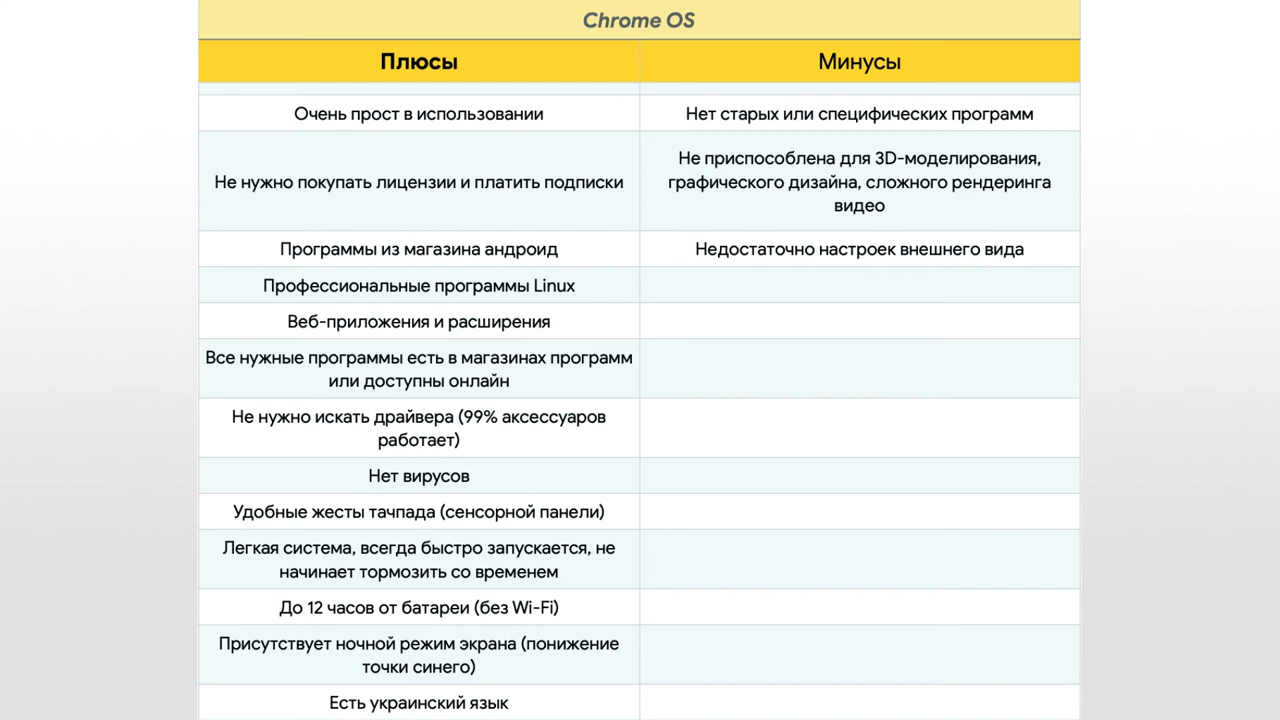 Chrome OS
Плюсы
Минусы
Очень прост в использовании
Нет старых или специфических программ
Не нужно покупать лицензии и платить подписки
Не приспособлена для 3D-моделирования,
графического дизайна, сложного рендеринга
видео
Программы из магазина андроид
Недостаточно настроек внешнего вида
Профессиональные программы Linux
Веб-приложения и расширения
Все нужные программы есть в магазинах программ
или доступны онлайн
Не нужно искать драйвера (99% аксессуаров
работает)
Нет вирусов
Удобные жесты тачпада (сенсорной панели)
Легкая система, всегда быстро запускается, не
начинает тормозить со временем
До 12 часов от батареи (без Wi-Fi)
Присутствует ночной режим экрана (понижение
точки синего)
Есть украинский язык